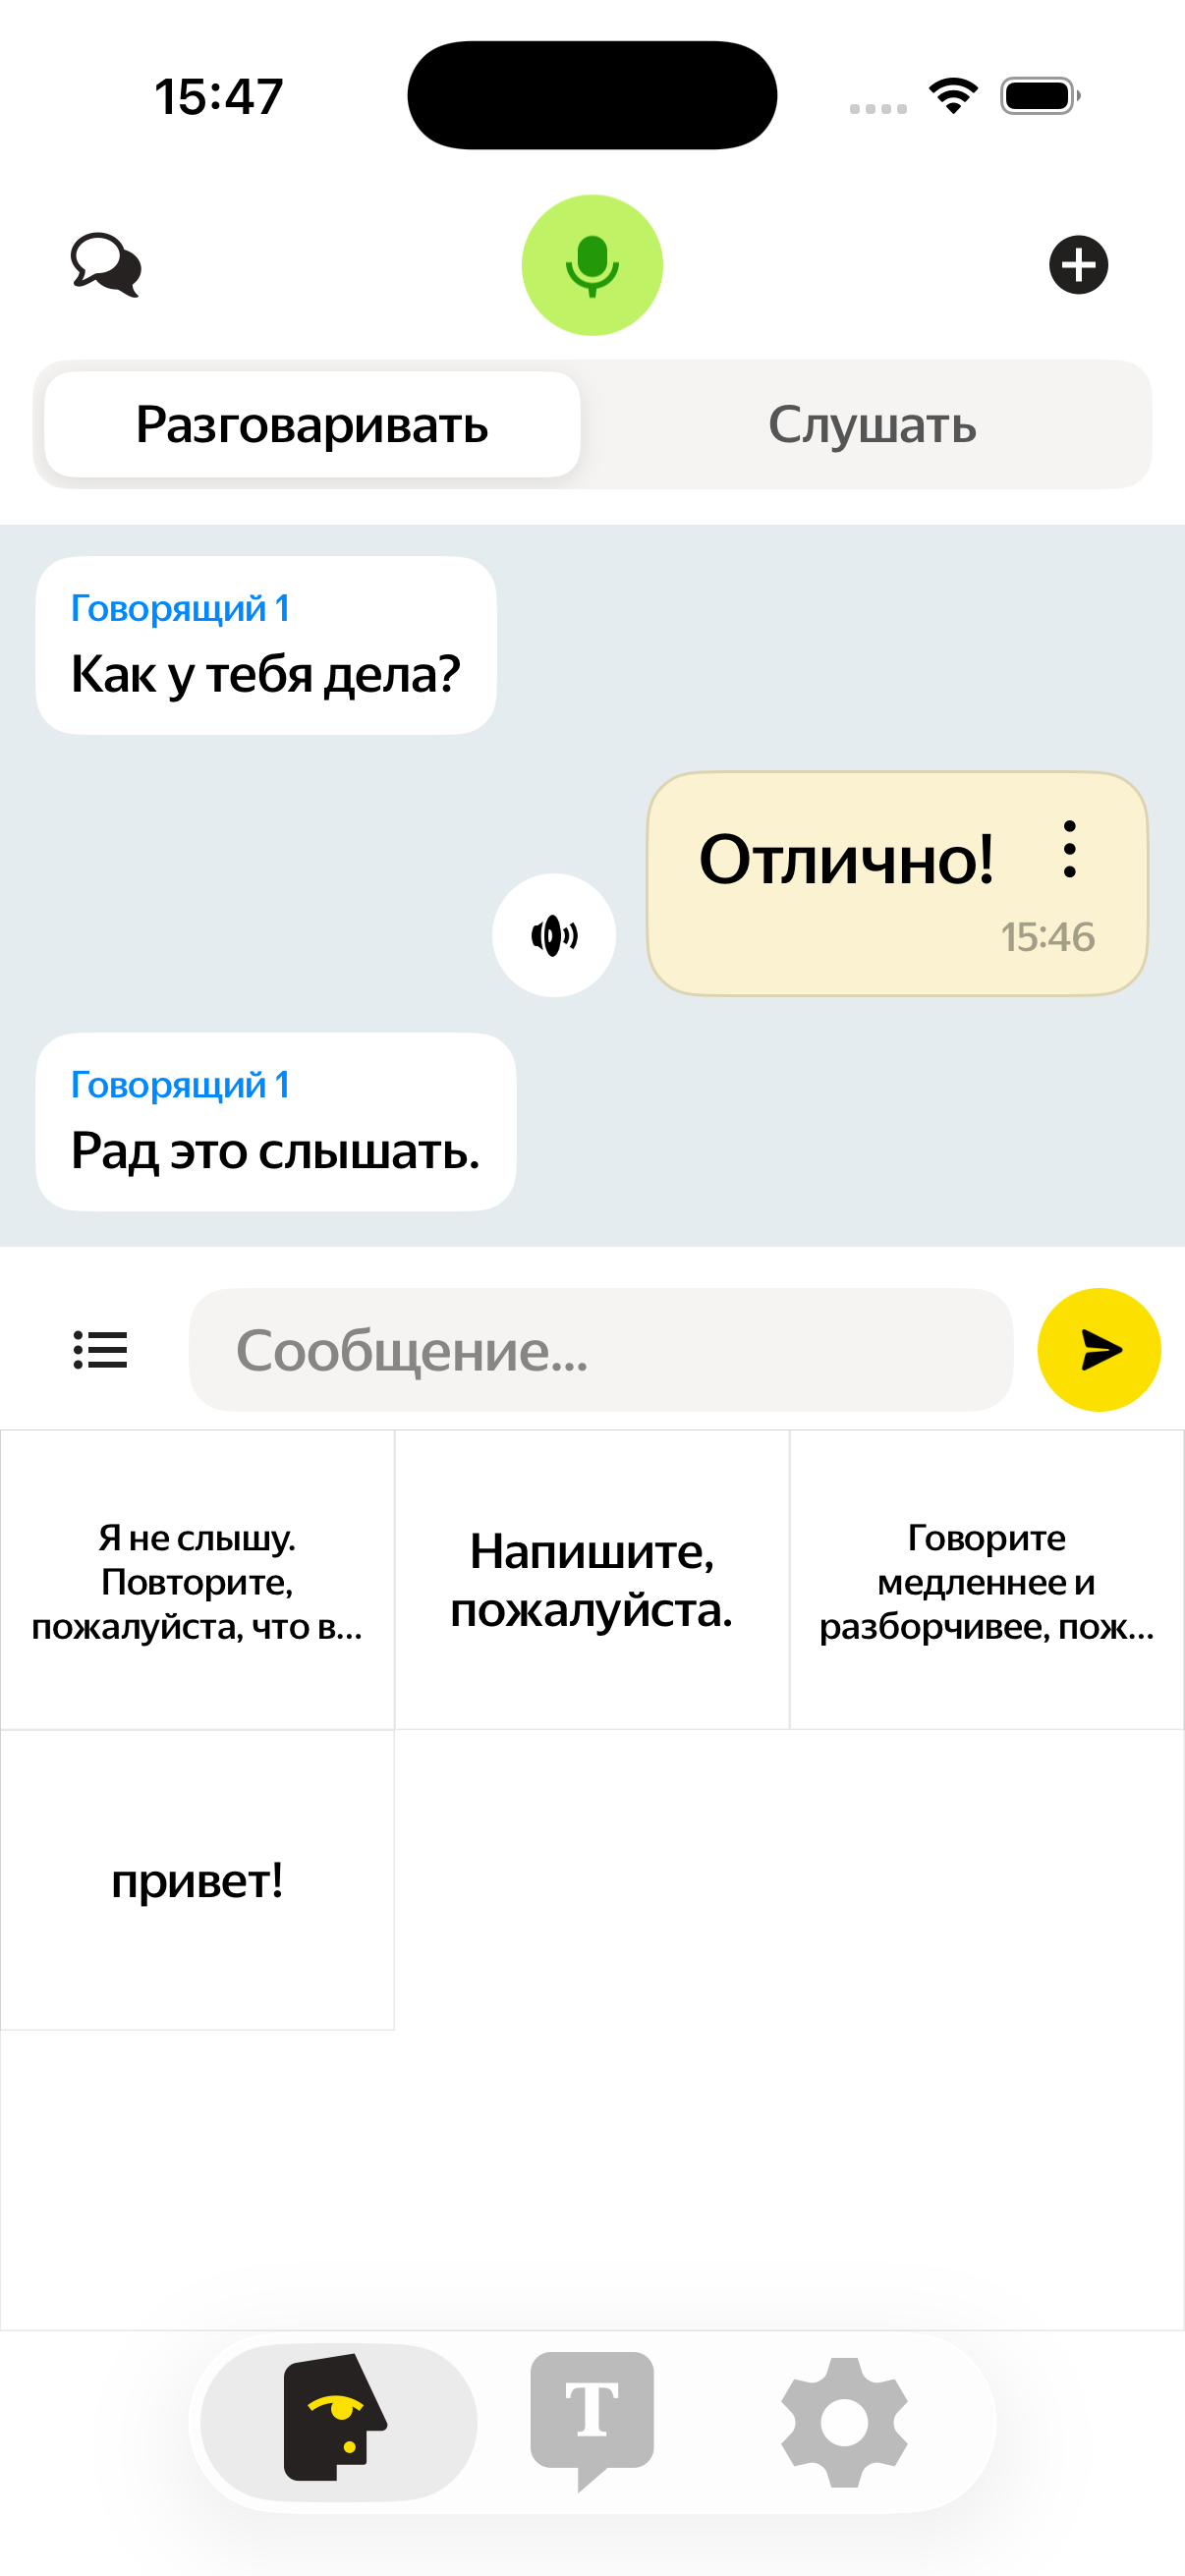 15:47
Разговаривать
Слушать
Говорящий 1
Как у тебя дела?
Отлично!
15:46
Говорящий 1
Рад это слышать.
Сообщение...
Я не слышу.
Повторите,
пожалуйста, что в...
Напишите,
пожалуйста.
Говорите
медленнее и
разборчивее, пож...
привет!
T